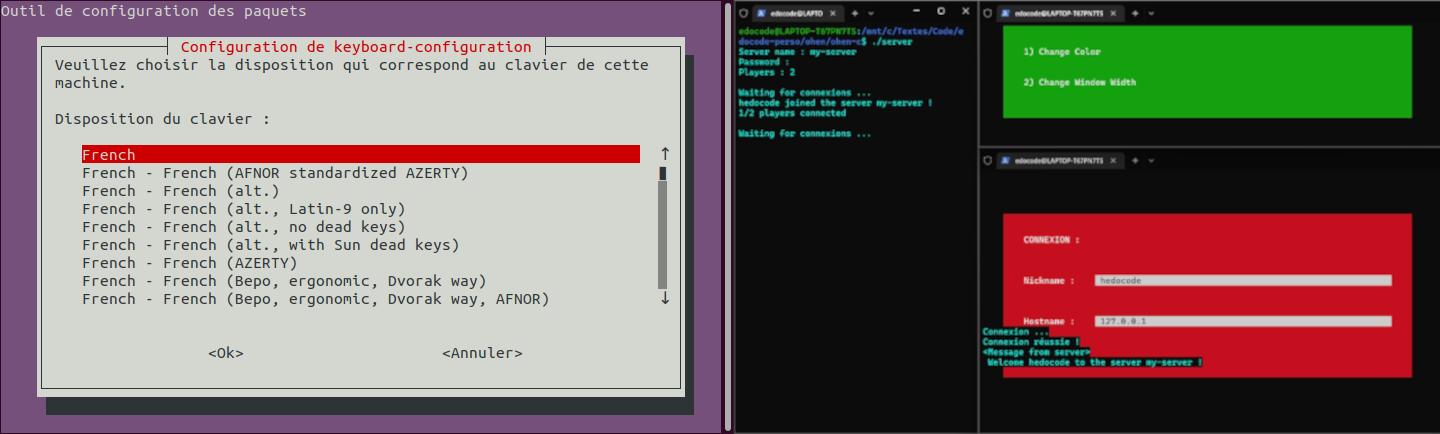 Outil de configuration des paquets
Configuration de keyboard-configuration
Veuillez choisir la disposition qui correspond au clavier de cette
machine.
Disposition du clavier :
French
French - French (AFNOR standardized AZERTY)
French - French (alt.)
French - French (alt., Latin-9 only)
French - French (alt., no dead keys)
French - French (alt., with Sun dead keys)
French - French (AZERTY)
French - French (Bepo, ergonomic, Dvorak way)
French - French (Bepo, ergonomic, Dvorak way, AFNOR)
<Ok> <Annuler>
edocode@LAPTO
edocode@LAPTOP-T67PN7TS:/mnt/c/Textes/Code/e
docode-perso/ohen/ohen-c$ ./server
Server name : my-server
Password :
Players : 2
Waiting for connexions ...
hedocode joined the server my-server !
1/2 players connected
Waiting for connexions ...
edocode@LAPTOP-T67PN7TS
1) Change Color
2) Change Window Width
edocode@LAPTOP-T67PN7TS
CONNEXION :
Nickname : hedocode
Hostname : 127.0.0.1
Connexion ...
Connexion réussie !
<Message from server>
Welcome hedocode to the server my-server !